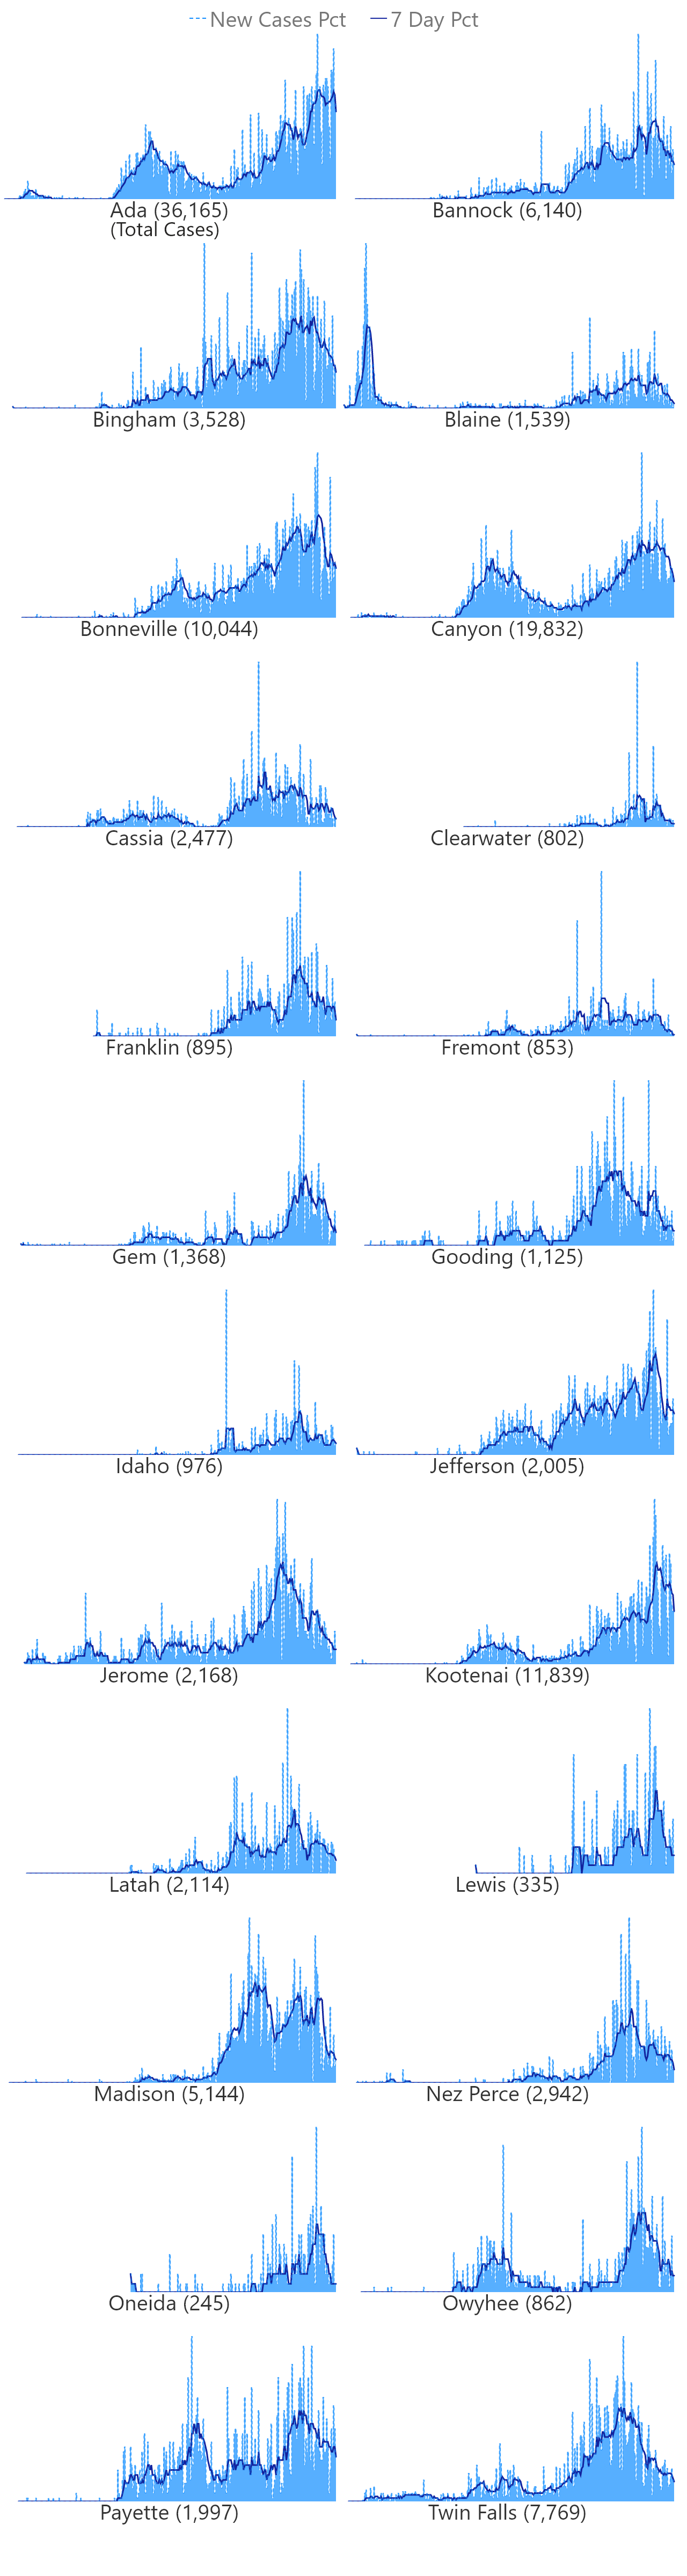 New Cases Pct 7 Day Pct
Ada (36,165) Bannock (6,140)
(Total Cases)
Bingham (3,528) Blaine (1,539)
Bonneville (10,044) Canyon (19,832)
Cassia (2,477) Clearwater (802)
Franklin (895) Fremont (853)
Gem (1,368) Gooding (1,125)
Idaho (976) Jefferson (2,005)
Jerome (2,168) Kootenai (11,839)
Latah (2,114) Lewis (335)
Madison (5,144) Nez Perce (2,942)
Oneida (245) Owyhee (862)
Payette (1,997) Twin Falls (7,769)